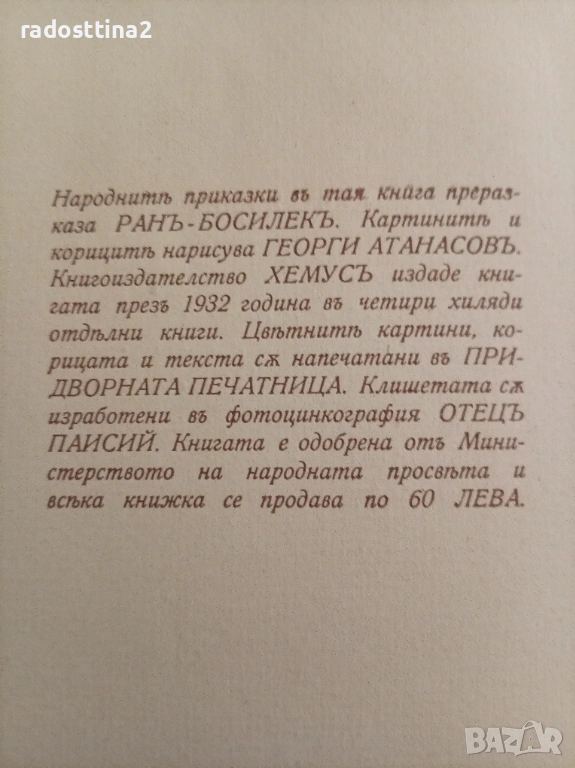 radosttina2
Народнитѣ приказки въ тая книга прераз-
каза РАНЪ-БОСИЛЕКЪ. Картинитѣ и
корицитѣ нарисува ГЕОРГИ АТАНАСОВЪ.
Книгоиздателство ХЕМУСЪ издаде кни-
гата презъ 1932 година въ четири хиляди
отдѣлни книги. Цвѣтнитѣ картини, ко-
рицата и текста сѫ напечатани въ ПРИ-
ДВОРНАТА ПЕЧАТНИЦА. Клишетата сѫ
изработени въ фотоцинкография ОТЕЦЪ
ПАИСИЙ. Книгата е одобрена отъ Мини-
стерството на народната просвѣта и
всѣка книжка се продава по 60 ЛЕВА.
BAZAR